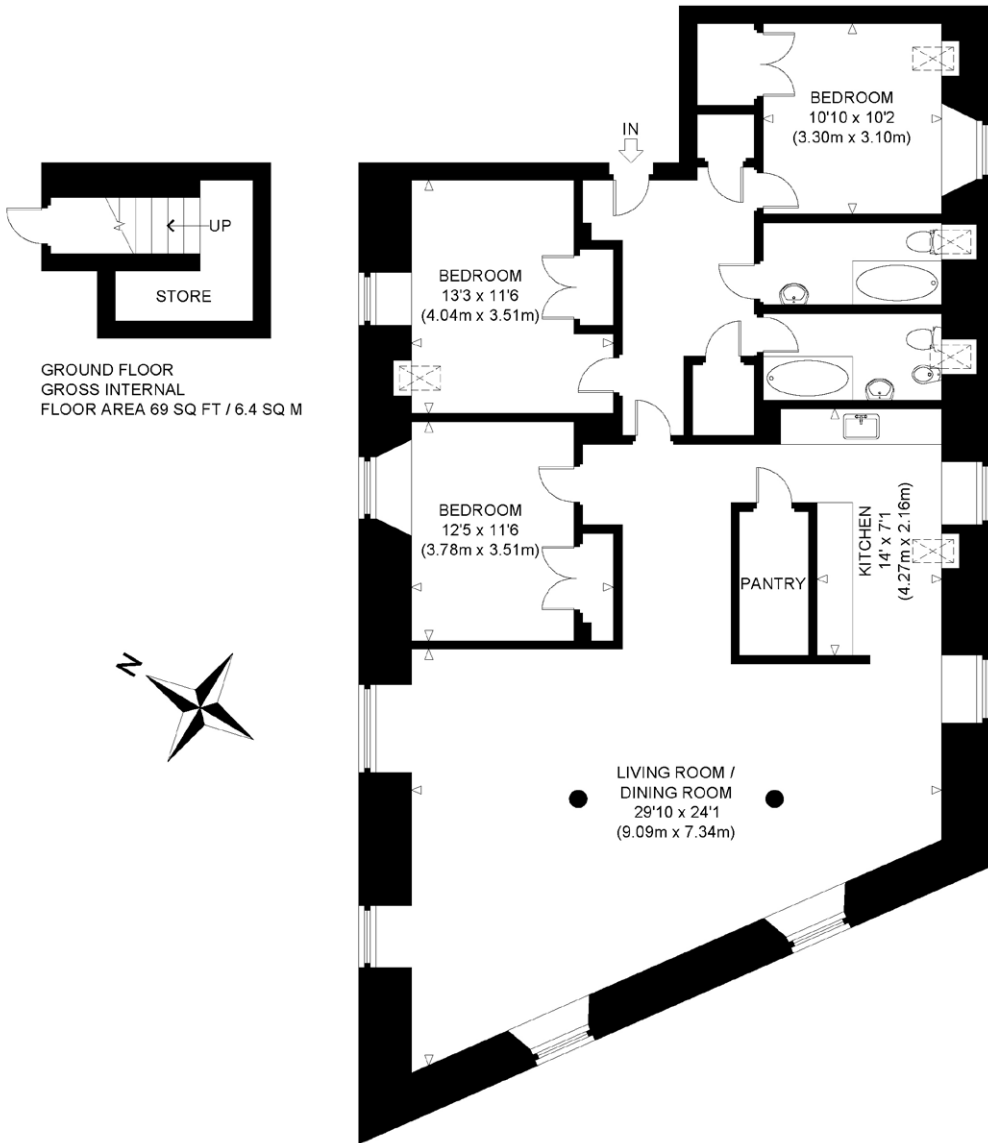 IN
BEDROOM
10'10 x 10'2
(3.30m x 3.10m)
UP
STORE
GROUND FLOOR
GROSS INTERNAL
FLOOR AREA 69 SQ FT / 6.4 SQ M
BEDROOM
13'3 x 11'6
(4.04m x 3.51m)
BEDROOM
12'5 x 11'6
(3.78m x 3.51m)
KITCHEN
14' x 7'1
(4.27m x 2.16m)
PANTRY
N
LIVING ROOM /
DINING ROOM
29'10 x 24'1
(9.09m x 7.34m)